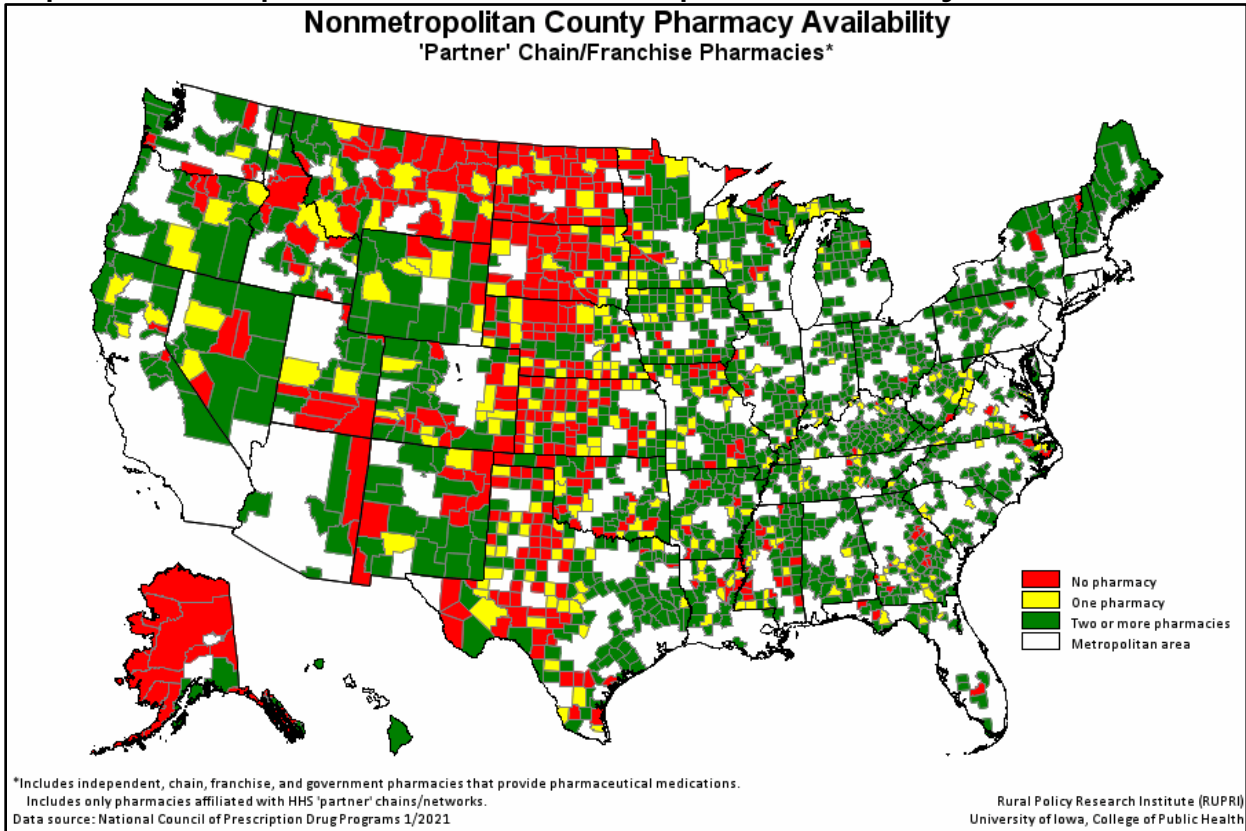 Nonmetropolitan County Pharmacy Availability
'Partner' Chain/Franchise Pharmacies*
No pharmacy
One pharmacy
Two or more pharmacies
Metropolitan area
*Includes independent, chain, franchise, and government pharmacies that provide pharmaceutical medications.
Includes only pharmacies affiliated with HHS 'partner' chains/networks.
Data source: National Council of Prescription Drug Programs 1/2021
Rural Policy Research Institute (RUPRI)
University of Iowa, College of Public Health